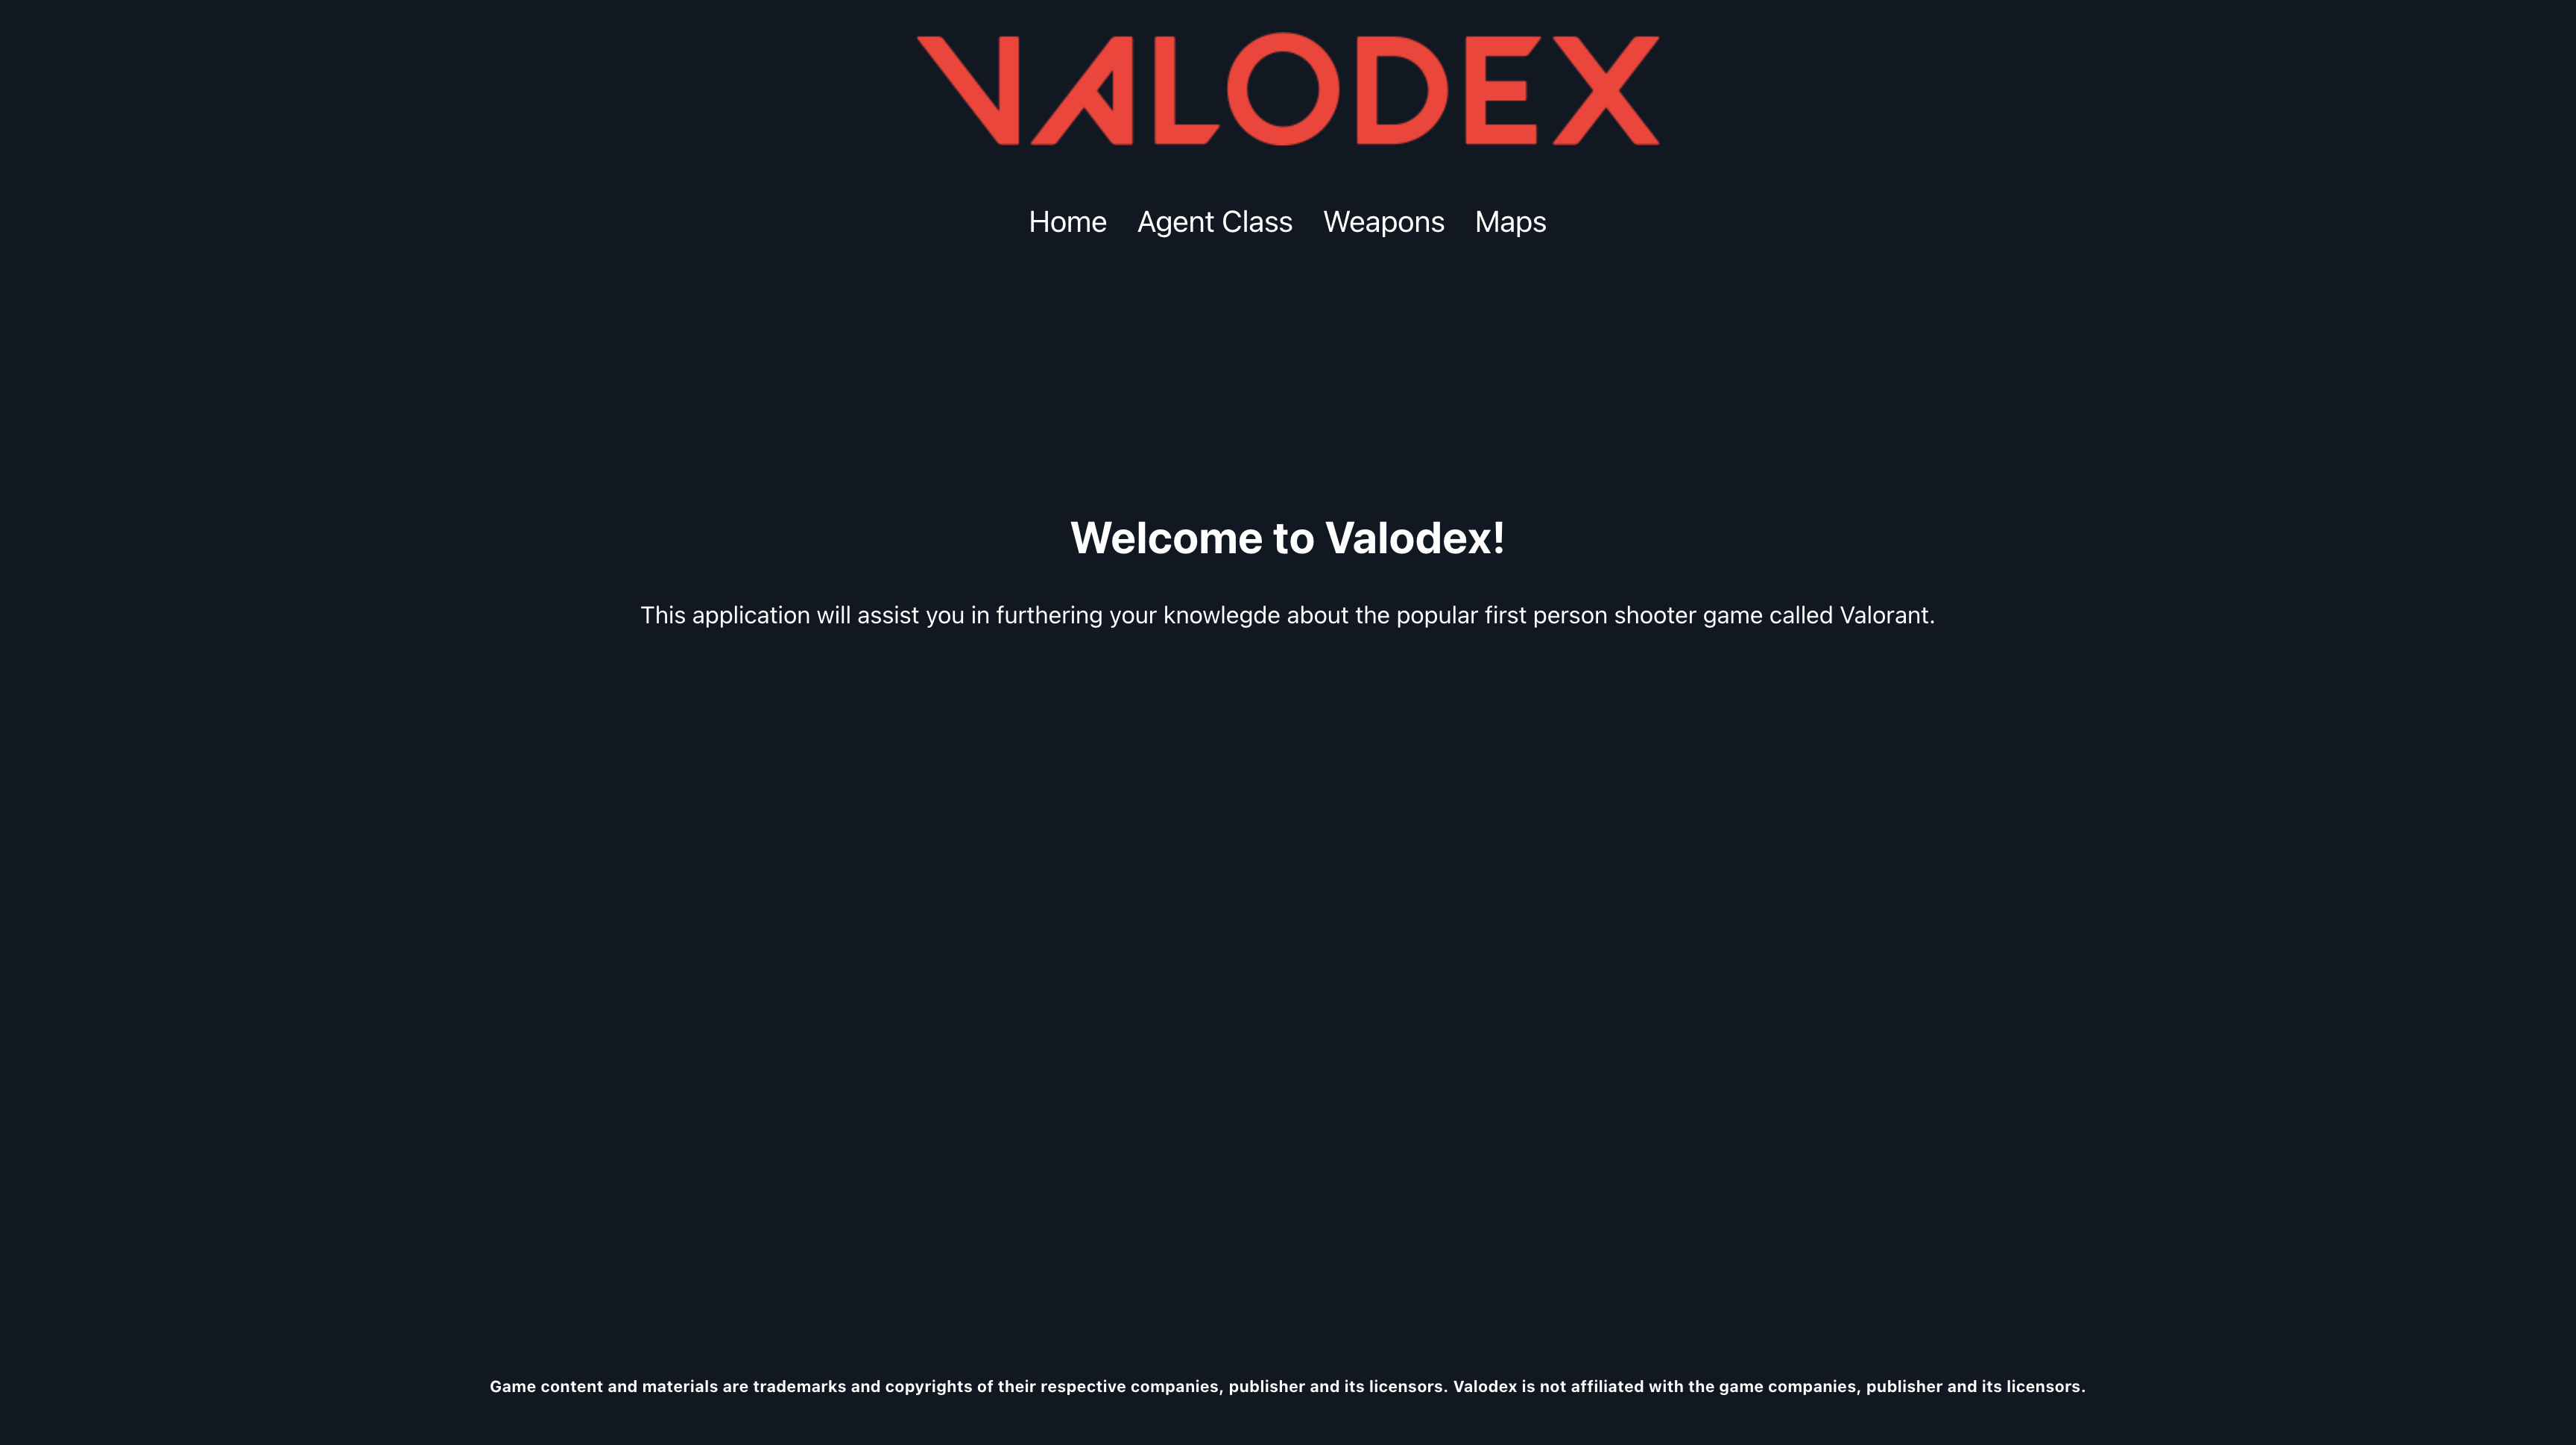 VALODEX
Home Agent Class Weapons Maps
Welcome to Valodex!
This application will assist you in furthering your knowlegde about the popular first person shooter game called Valorant.
Game content and materials are trademarks and copyrights of their respective companies, publisher and its licensors. Valodex is not affiliated with the game companies, publisher and its licensors.